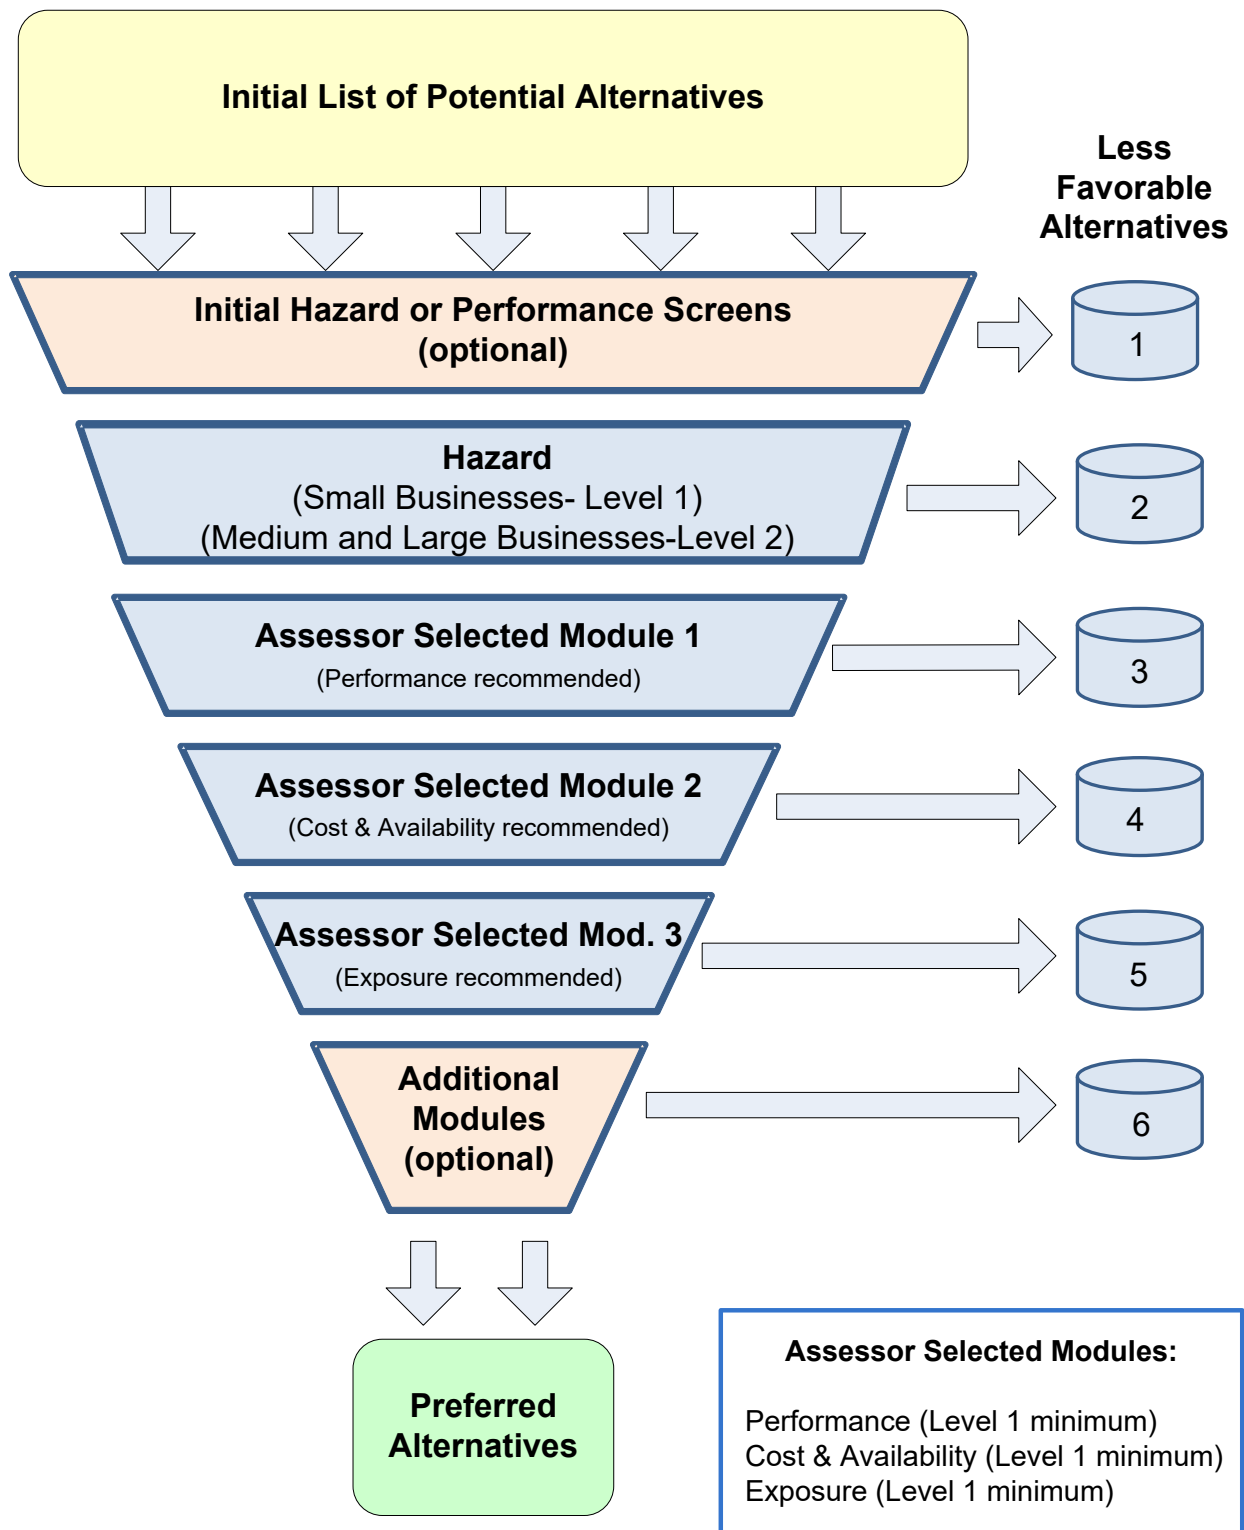 Initial List of Potential Alternatives
Less
Favorable
Alternatives
Initial Hazard or Performance Screens
(optional)
1
Hazard
(Small Businesses- Level 1)
(Medium and Large Businesses-Level 2)
2
Assessor Selected Module 1
(Performance recommended)
3
Assessor Selected Module 2
(Cost & Availability recommended)
4
Assessor Selected Mod. 3
(Exposure recommended)
5
Additional
Modules
(optional)
6
Preferred
Alternatives
Assessor Selected Modules:
Performance (Level 1 minimum)
Cost & Availability (Level 1 minimum)
Exposure (Level 1 minimum)